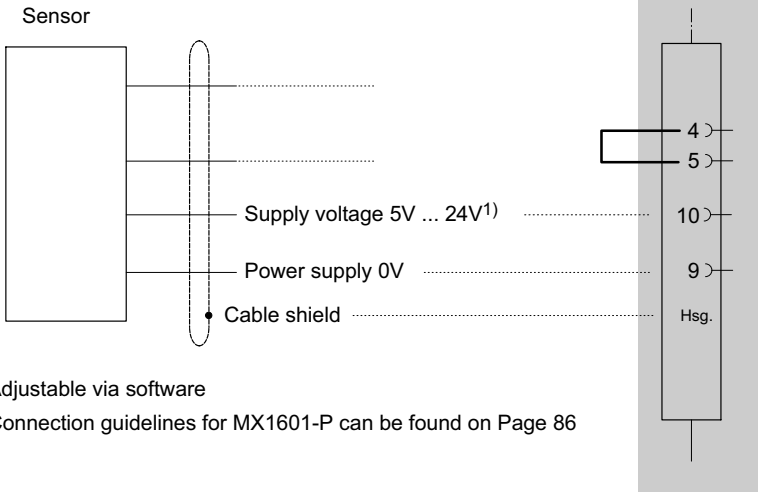 Sensor
4
5
Supply voltage 5V ... 24V1) 10
Power supply 0V 9
Cable shield Hsg.
Adjustable via software
Connection guidelines for MX1601-P can be found on Page 86